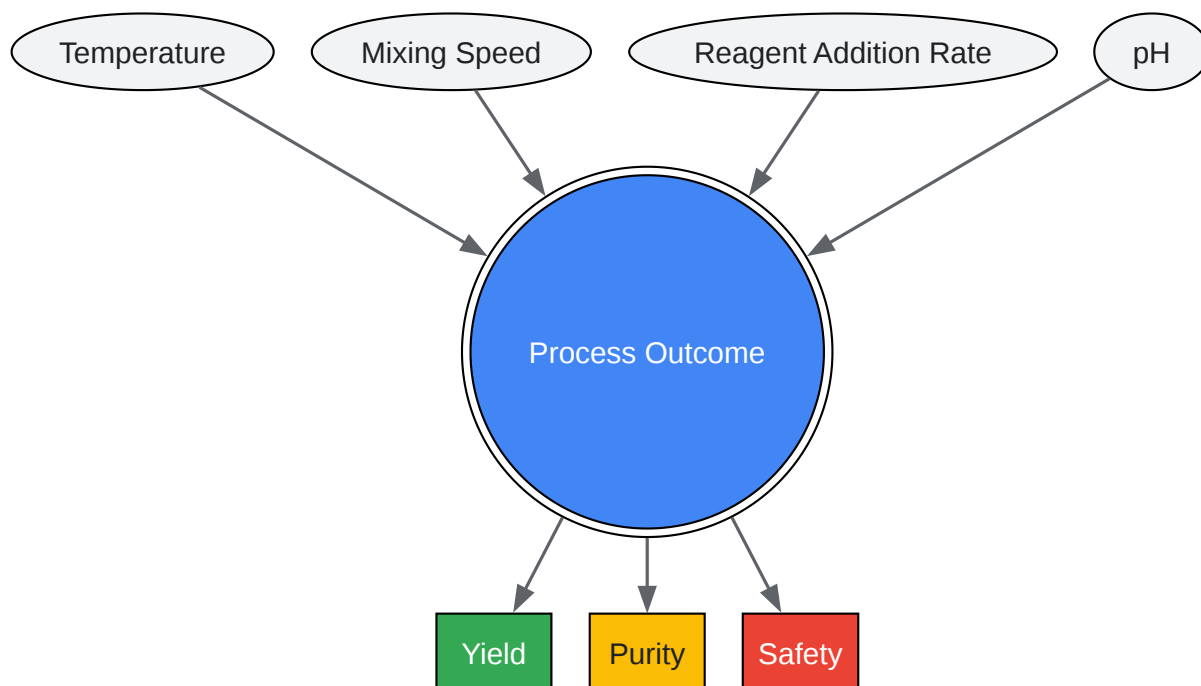 Temperature
Mixing Speed
Reagent Addition Rate
pH
Process Outcome
Yield
Purity
Safety